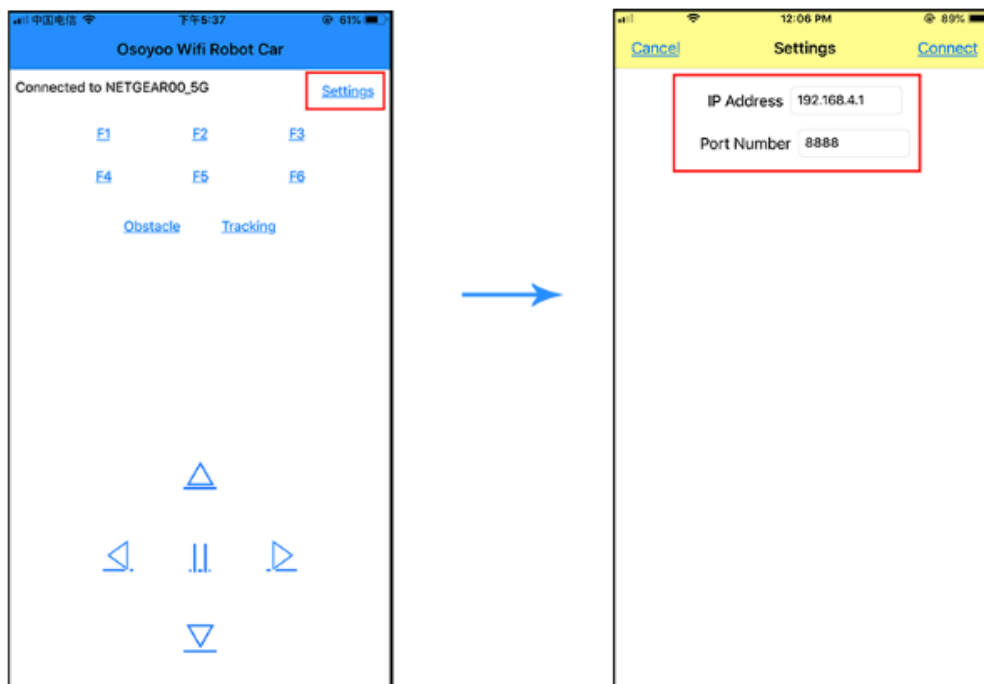 中国电信 下午5:37 61%
Osoyoo Wifi Robot Car
Connected to NETGEAR00_5G Settings
F1 F2 F3
F4 F5 F6
Obstacle Tracking
12:06 PM 89%
Cancel Settings Connect
IP Address 192.168.4.1
Port Number 8888